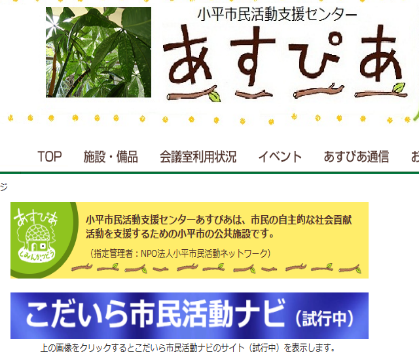 小平市民活動支援センター
あすぴあ
TOP 施設・備品 会議室利用状況 イベント あすぴあ通信 お
ジ
あすぴあ
小平市民活動支援センターあすぴあは、市民の自主的な社会貢献
活動を支援するための小平市の公共施設です。
（指定管理者：NPO法人小平市民活動ネットワーク）
こだいら市民活動ナビ（試行中）
上の画像をクリックするとこだいら市民活動ナビのサイト（試行中）を表示します。